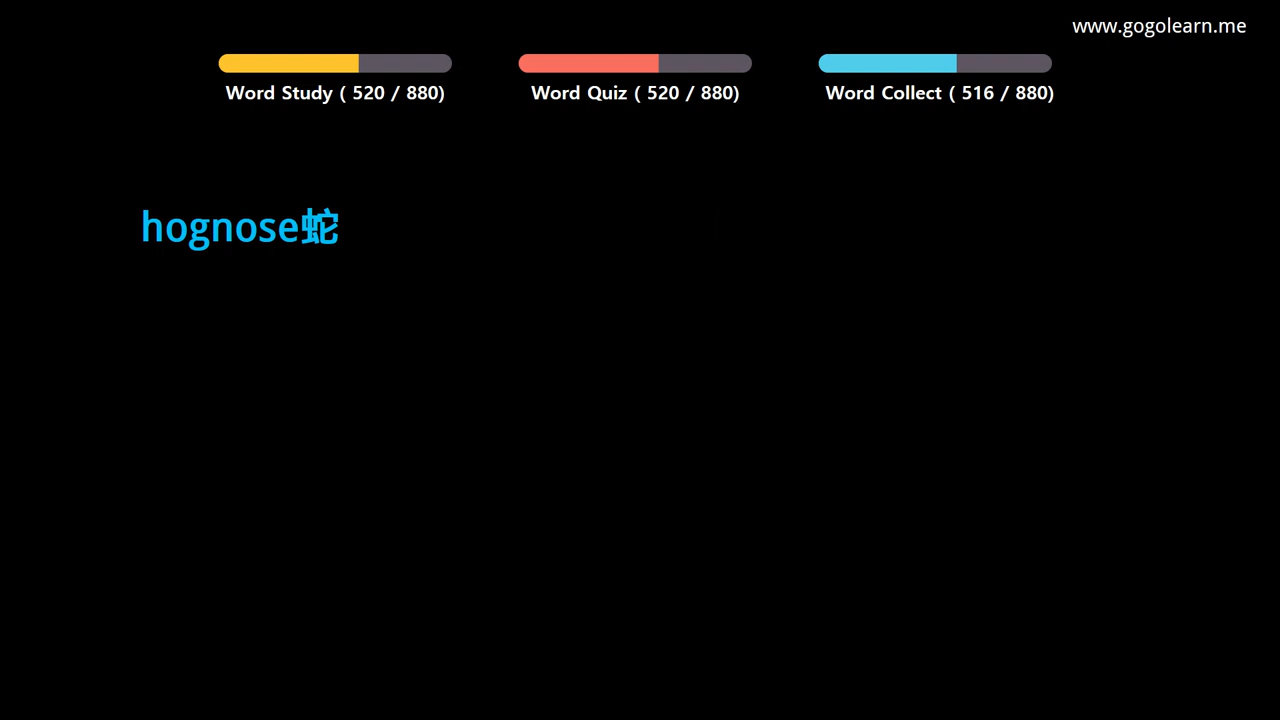 www.gogolearn.me
Word Study ( 520 / 880)
Word Quiz ( 520 / 880)
Word Collect ( 516 / 880)
hognose蛇